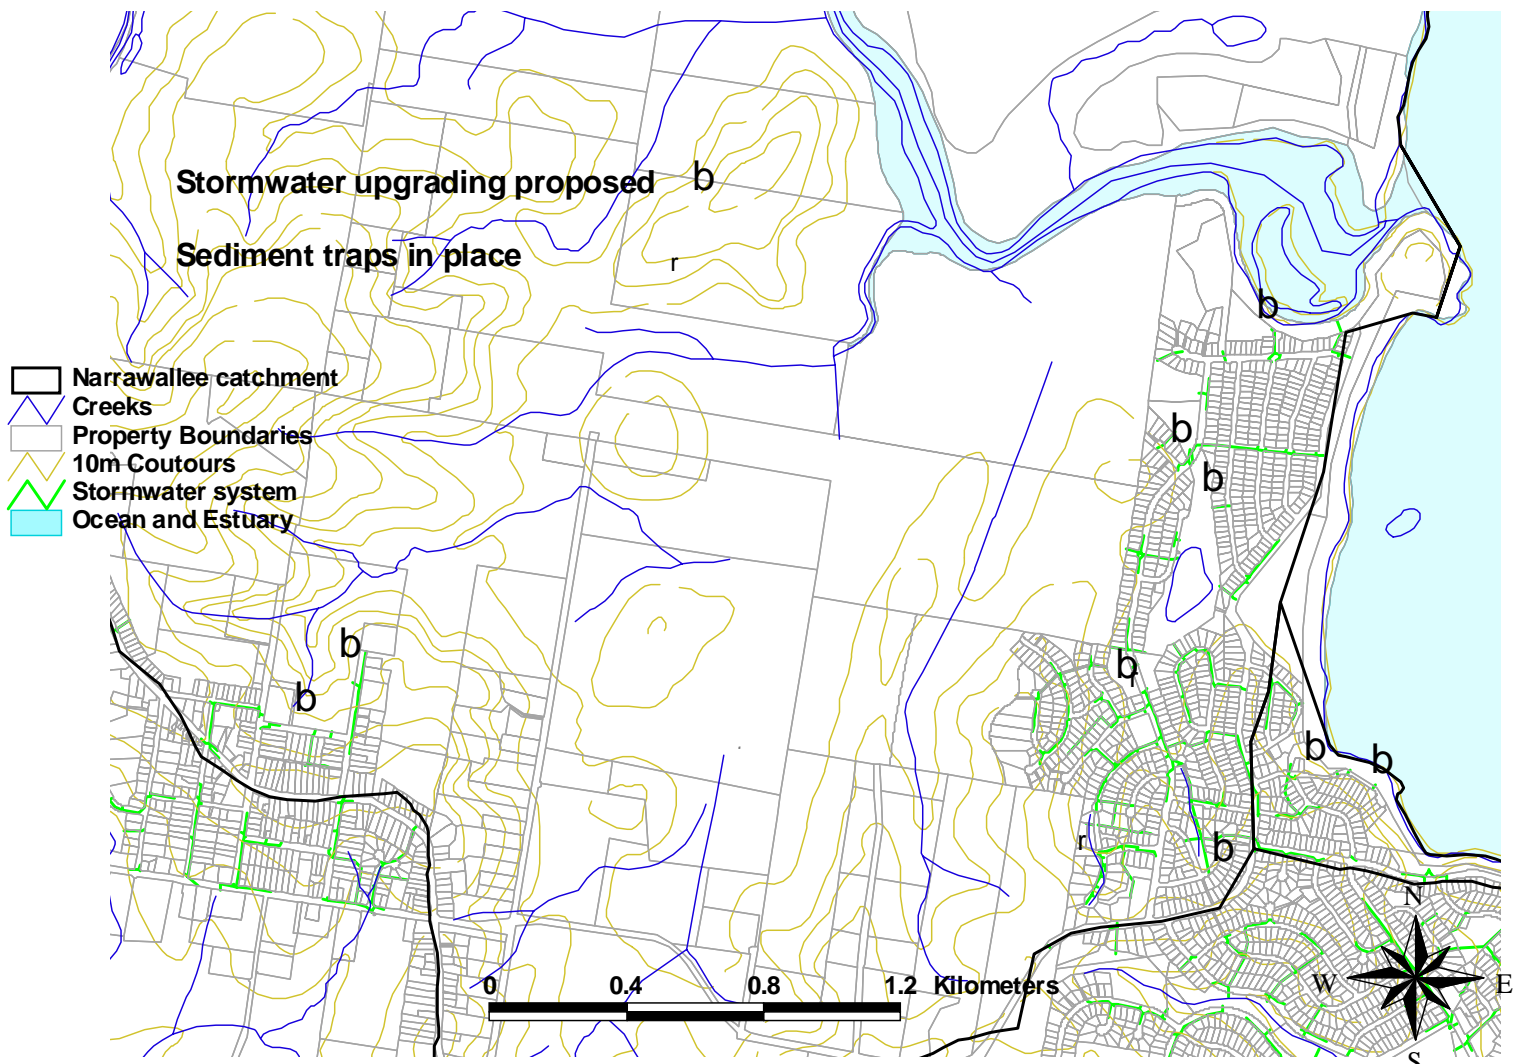 Stormwater upgrading proposed b
Sediment traps in place r
b
Narrawallee catchment
Creeks
Property Boundaries
10m Coutours
Stormwater system
Ocean and Estuary
b
b
b
b
b
b
b
b
r
b
N
W E
S
0 0.4 0.8 1.2 Kilometers